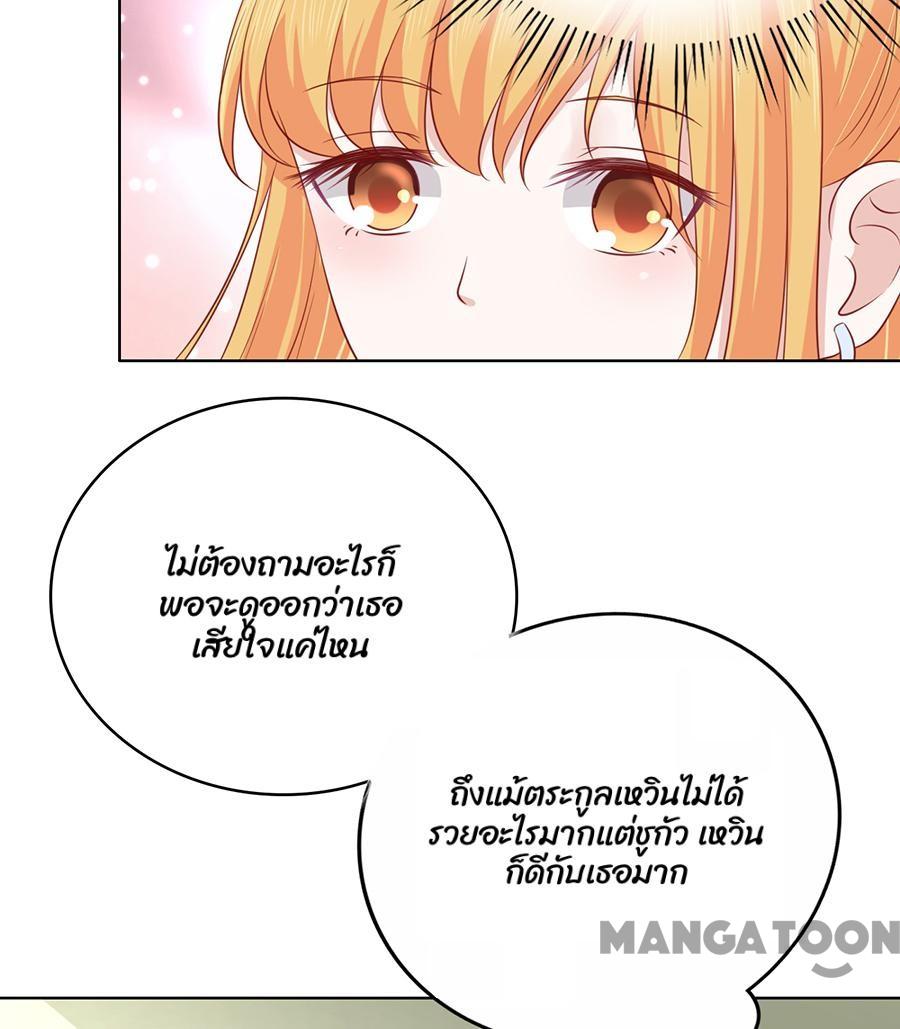 ไม่ต้องถามอะไรก็
พอจะดูออกว่าเธอ
เสียใจแค่ไหน
ถึงแม้ตระกูลเหวินไม่ได้
รวยอะไรมากแต่ชูกัว เหวิน
ก็ดีกับเธอมาก
MANGATOON